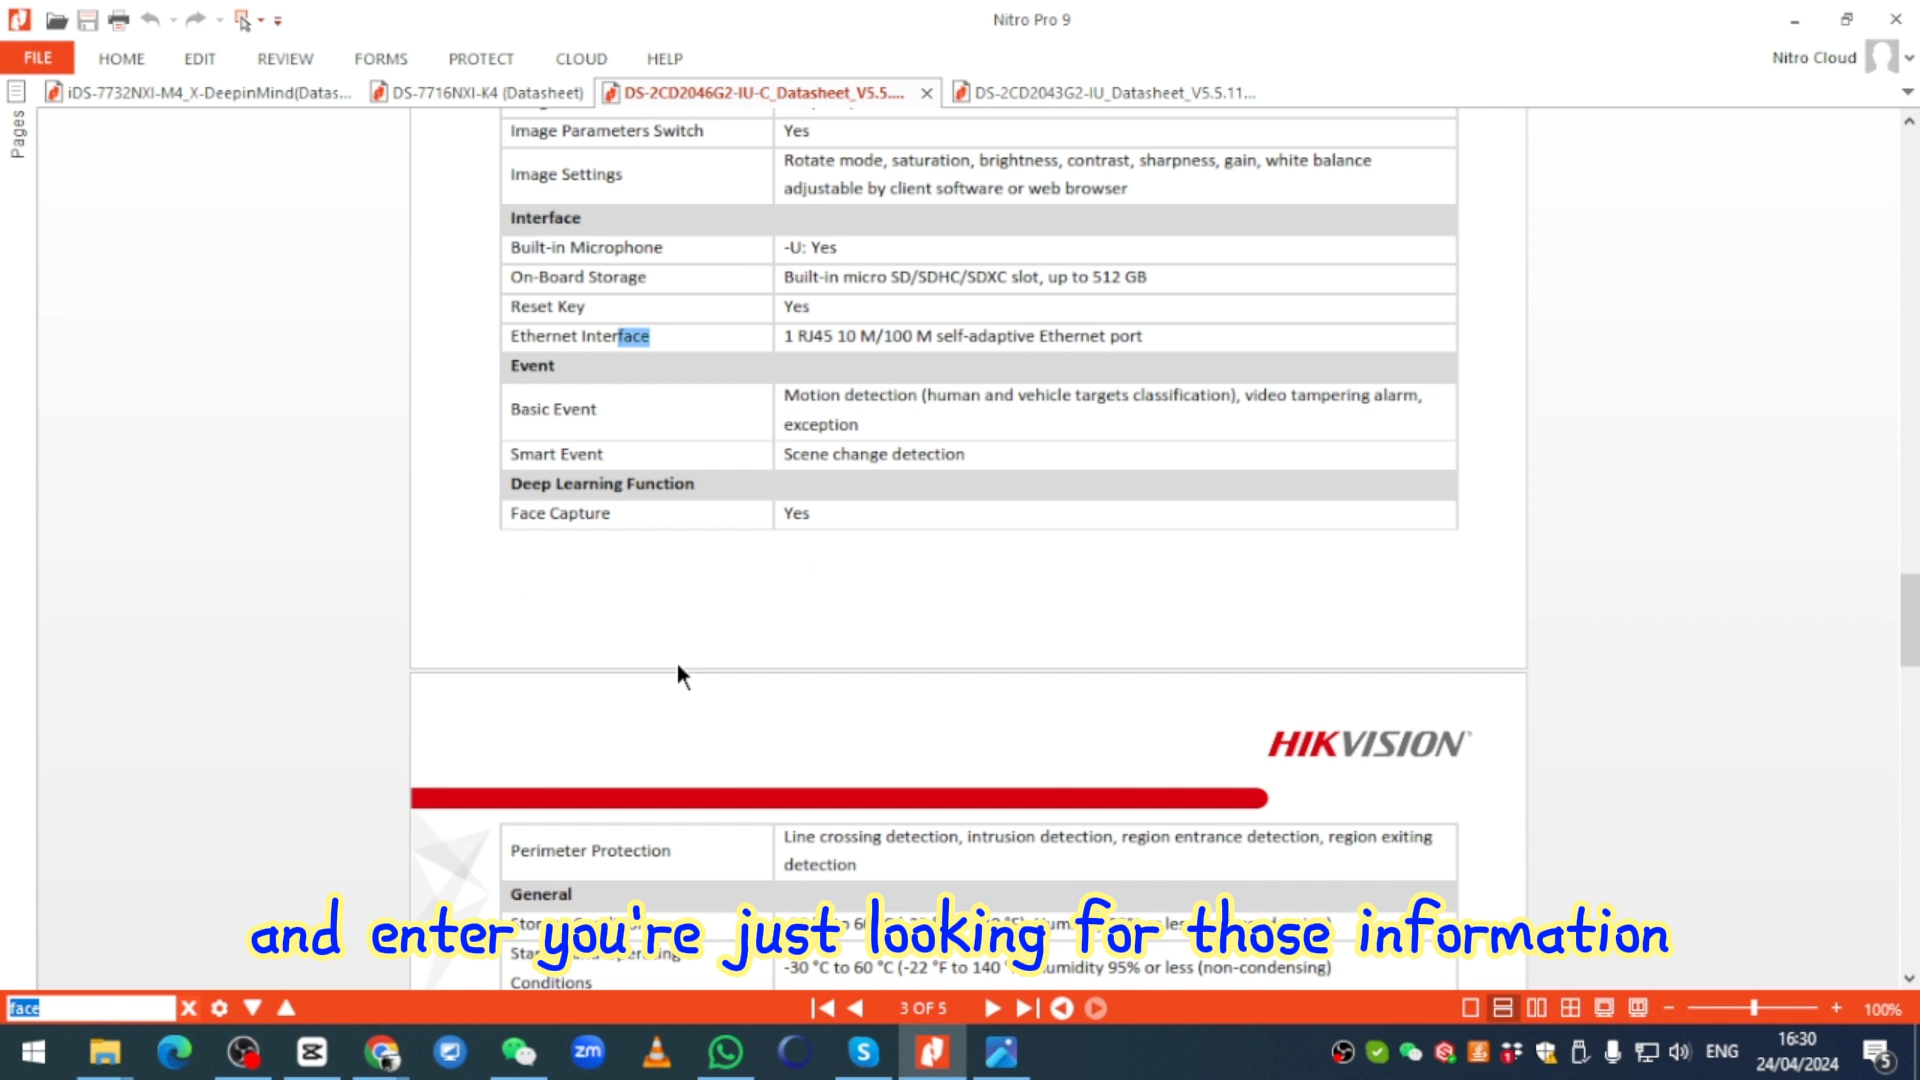 Nitro Pro 9
FILE HOME EDIT REVIEW FORMS PROTECT CLOUD HELP
Nitro Cloud
iDS-7732NXI-M4_X-DeepinMind(Datas...
DS-7716NXI-K4 (Datasheet)
DS-2CD2046G2-IU-C_Datasheet_V5.5....
DS-2CD2043G2-IU_Datasheet_V5.5.11...
Pages
Image Parameters Switch Yes
Image Settings Rotate mode, saturation, brightness, contrast, sharpness, gain, white balance
adjustable by client software or web browser
Interface
Built-in Microphone -U: Yes
On-Board Storage Built-in micro SD/SDHC/SDXC slot, up to 512 GB
Reset Key Yes
Ethernet Interface 1 RJ45 10 M/100 M self-adaptive Ethernet port
Event
Basic Event Motion detection (human and vehicle targets classification), video tampering alarm,
exception
Smart Event Scene change detection
Deep Learning Function
Face Capture Yes
HIKVISION
Perimeter Protection Line crossing detection, intrusion detection, region entrance detection, region exiting
detection
General
and enter you're just looking for those information
-30 °C to 60 °C (-22 °F to 140 humidity 95% or less (non-condensing)
Conditions
face
3 OF 5
100%
zm
ENG
16:30
24/04/2024
5